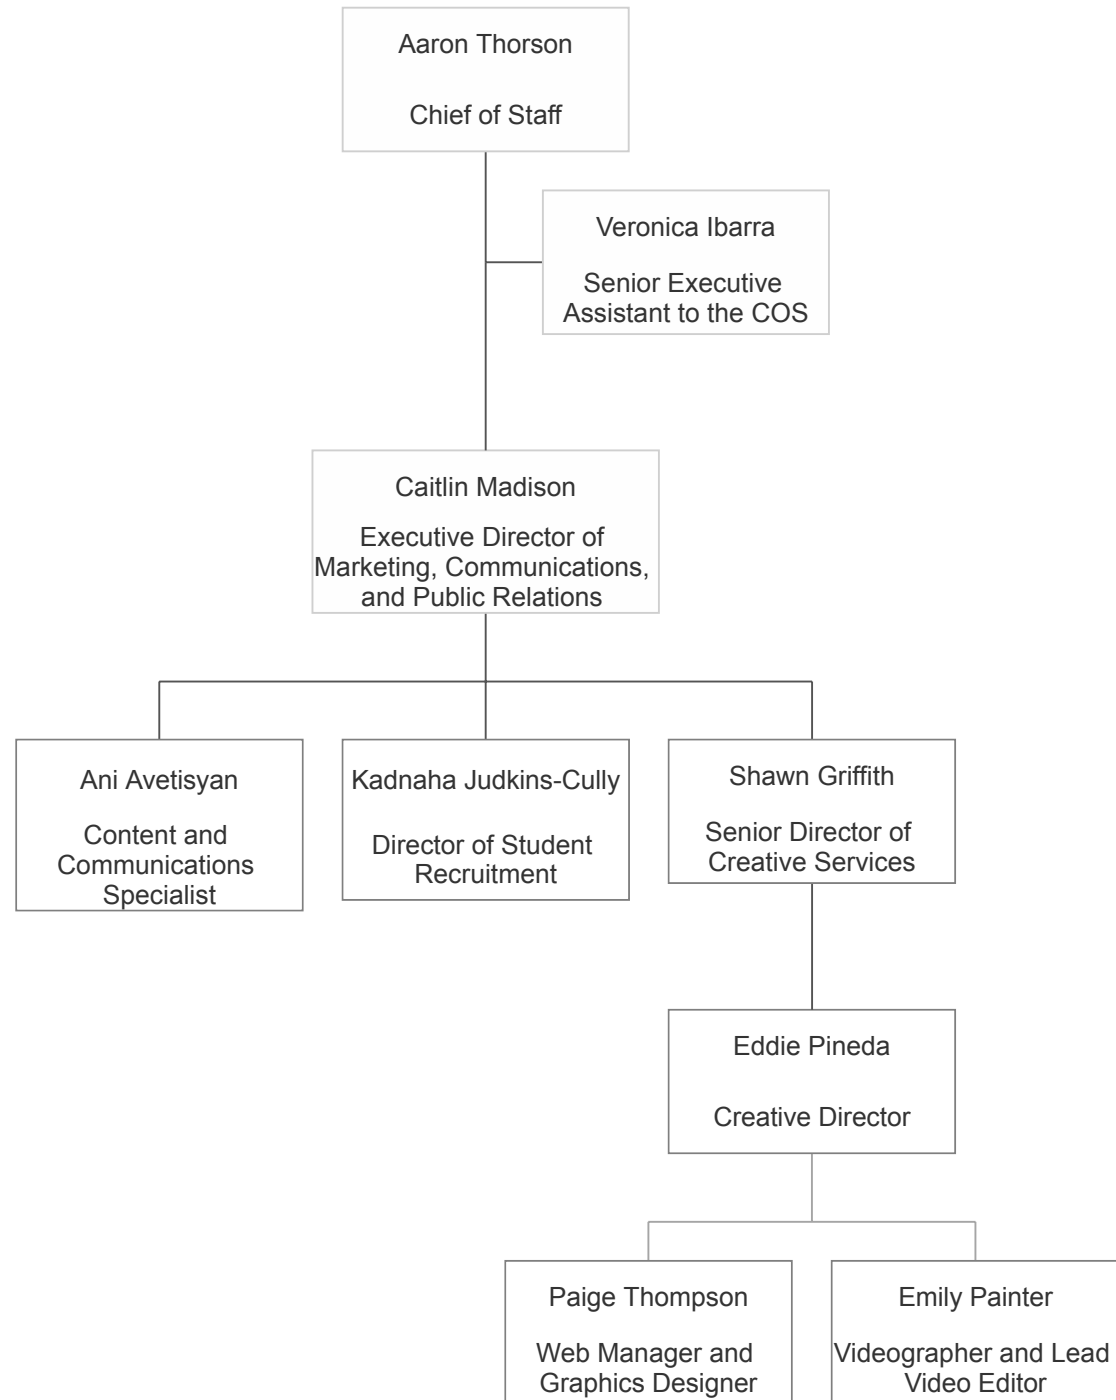 Aaron Thorson
Chief of Staff
Veronica Ibarra
Senior Executive
Assistant to the COS
Caitlin Madison
Executive Director of
Marketing, Communications,
and Public Relations
Ani Avetisyan
Content and
Communications
Specialist
Kadnaha Judkins-Cully
Director of Student
Recruitment
Shawn Griffith
Senior Director of
Creative Services
Eddie Pineda
Creative Director
Paige Thompson
Web Manager and
Graphics Designer
Emily Painter
Videographer and Lead
Video Editor